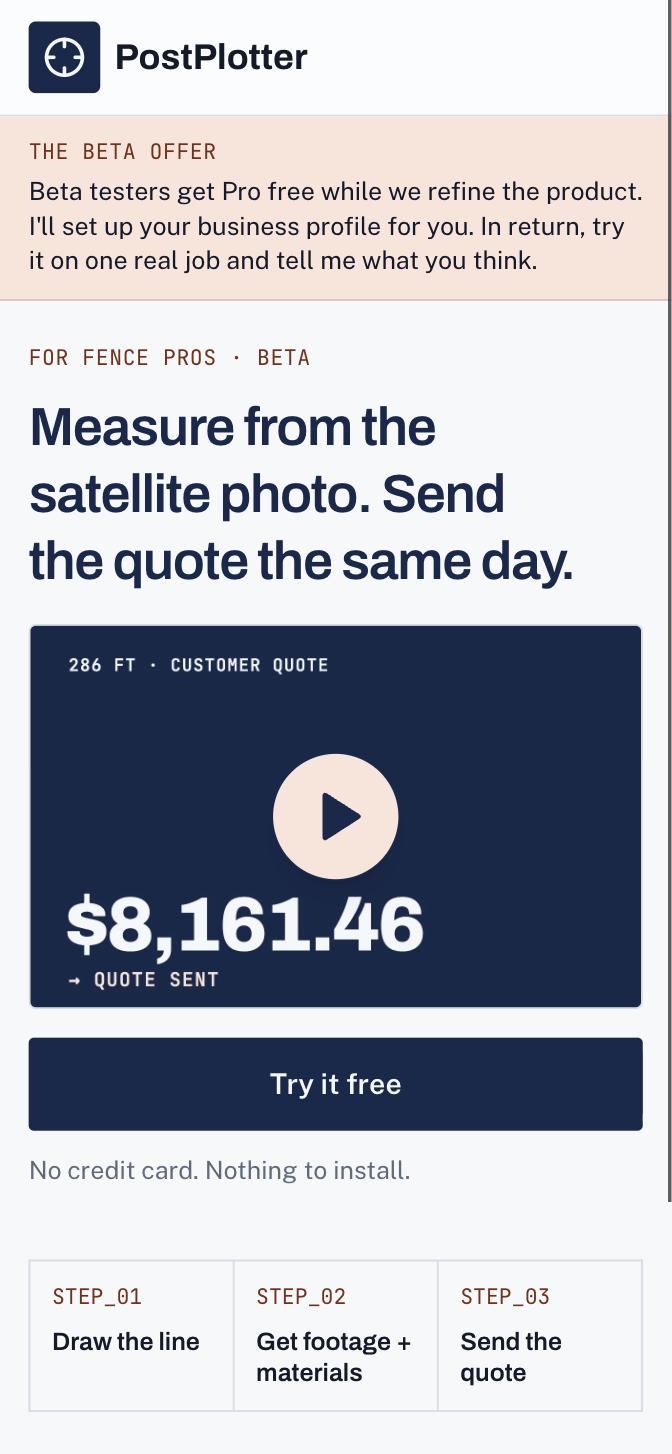 PostPlotter
THE BETA OFFER
Beta testers get Pro free while we refine the product.
I'll set up your business profile for you. In return, try
it on one real job and tell me what you think.
FOR FENCE PROS · BETA
Measure from the
satellite photo. Send
the quote the same day.
286 FT · CUSTOMER QUOTE
$8,161.46
→ QUOTE SENT
Try it free
No credit card. Nothing to install.
STEP_01
Draw the line
STEP_02
Get footage +
materials
STEP_03
Send the
quote